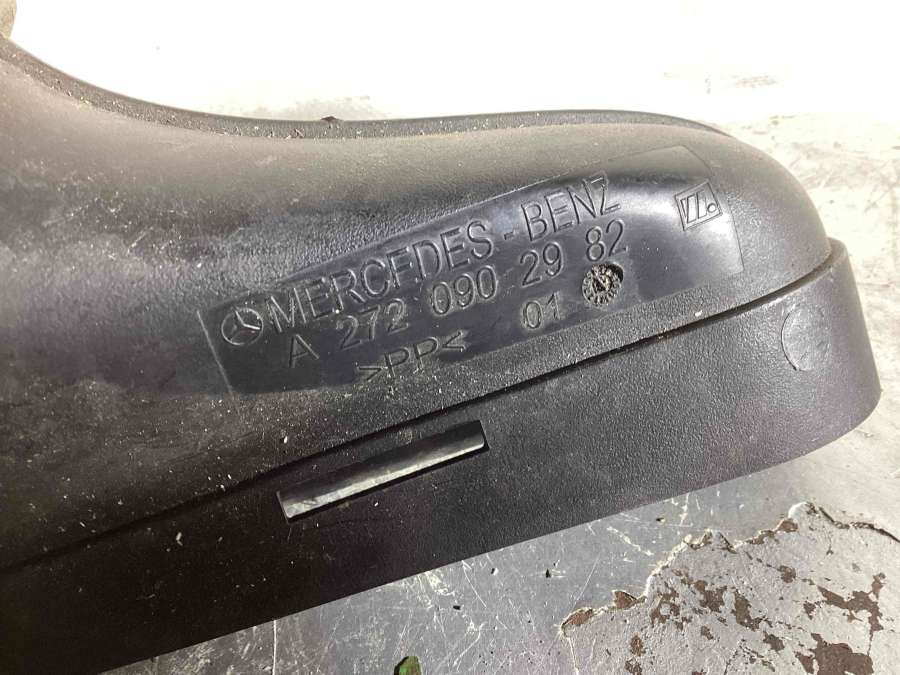 MERCEDES-BENZ
A 272 090 29 82
>PP< 01